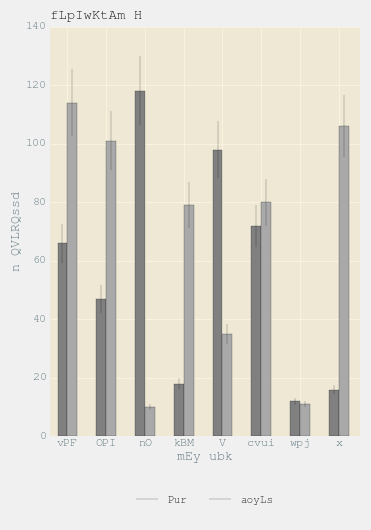 fLpIwKtAm H
140
120
100
80
60
40
20
0
n QVLRQssd
vPF OPI nO kBM V cvui wpj x
mEy ubk
Pur aoyLs